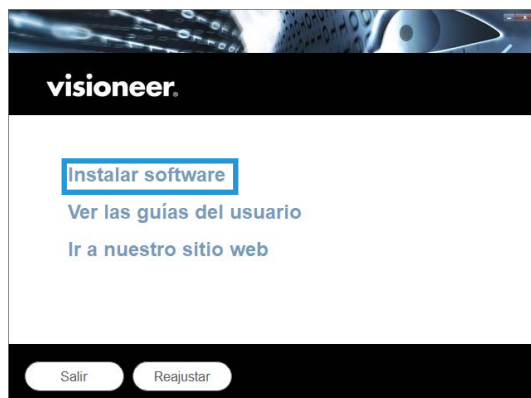 visioneer®
Instalar software
Ver las guías del usuario
Ir a nuestro sitio web
Salir
Reajustar